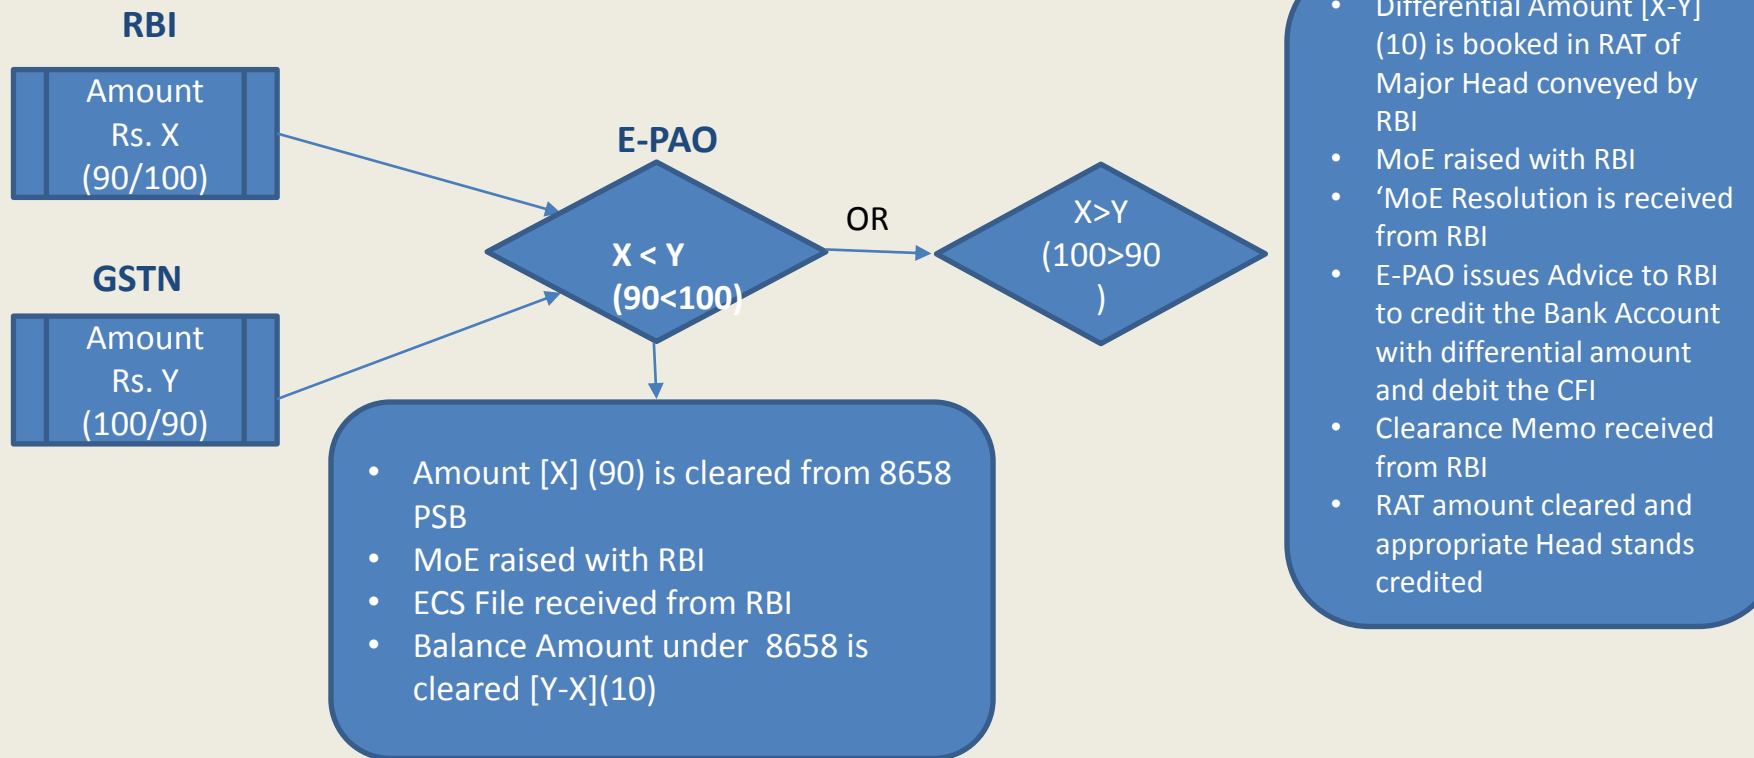 RBI
Amount
Rs. X
(90/100)
GSTN
Amount
Rs. Y
(100/90)
E-PAO
X < Y
(90<100)
OR
X>Y
(100>90
)
• Amount [X] (90) is cleared from 8658
PSB
• MoE raised with RBI
• ECS File received from RBI
• Balance Amount under 8658 is
cleared [Y-X](10)
• Differential Amount [X-Y]
(10) is booked in RAT of
Major Head conveyed by
RBI
• MoE raised with RBI
• ‘MoE Resolution is received
from RBI
• E-PAO issues Advice to RBI
to credit the Bank Account
with differential amount
and debit the CFI
• Clearance Memo received
from RBI
• RAT amount cleared and
appropriate Head stands
credited